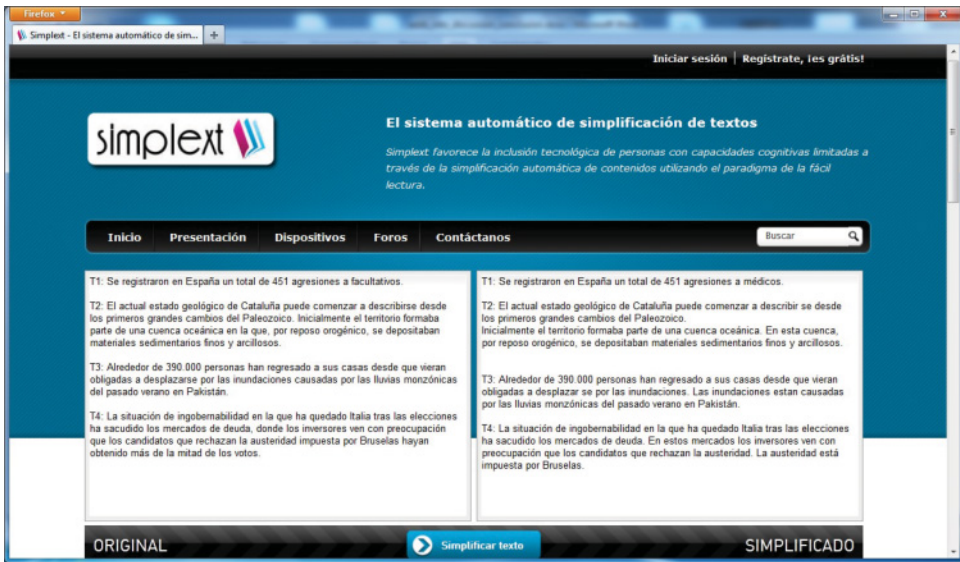 Firefox
Simplext - El sistema automático de sim...
Iniciar sesión | Regístrate, ¡es grátis!
simplext
El sistema automático de simplificación de textos
Simplext favorece la inclusión tecnológica de personas con capacidades cognitivas limitadas a
través de la simplificación automática de contenidos utilizando el paradigma de la fácil
lectura.
Inicio Presentación Dispositivos Foros Contáctanos Buscar
T1: Se registraron en España un total de 451 agresiones a facultativos.
T2: El actual estado geológico de Cataluña puede comenzar a describirse desde
los primeros grandes cambios del Paleozoico. Inicialmente el territorio formaba
parte de una cuenca oceánica en la que, por reposo orogénico, se depositaban
materiales sedimentarios finos y arcillosos.
T3: Alrededor de 390.000 personas han regresado a sus casas desde que vieran
obligadas a desplazarse por las inundaciones causadas por las lluvias monzónicas
del pasado verano en Pakistán.
T4: La situación de ingobernabilidad en la que ha quedado Italia tras las elecciones
ha sacudido los mercados de deuda, donde los inversores ven con preocupación
que los candidatos que rechazan la austeridad impuesta por Bruselas hayan
obtenido más de la mitad de los votos.
T1: Se registraron en España un total de 451 agresiones a médicos.
T2: El actual estado geológico de Cataluña puede comenzar a describir se desde
los primeros grandes cambios del Paleozoico.
Inicialmente el territorio formaba parte de una cuenca oceánica. En esta cuenca,
por reposo orogénico, se depositaban materiales sedimentarios finos y arcillosos.
T3: Alrededor de 390.000 personas han regresado a sus casas desde que vieran
obligadas a desplazar se por las inundaciones. Las inundaciones estan causadas
por las lluvias monzónicas del pasado verano en Pakistán.
T4: La situación de ingobernabilidad en la que ha quedado Italia tras las elecciones
ha sacudido los mercados de deuda. En estos mercados los inversores ven con
preocupación que los candidatos que rechazan la austeridad. La austeridad está
impuesta por Bruselas.
ORIGINAL Simplificar texto SIMPLIFICADO